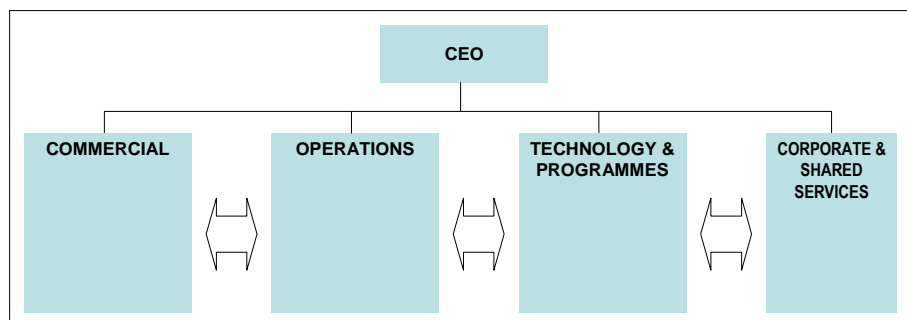 CEO
COMMERCIAL
OPERATIONS
TECHNOLOGY &
PROGRAMMES
CORPORATE &
SHARED
SERVICES